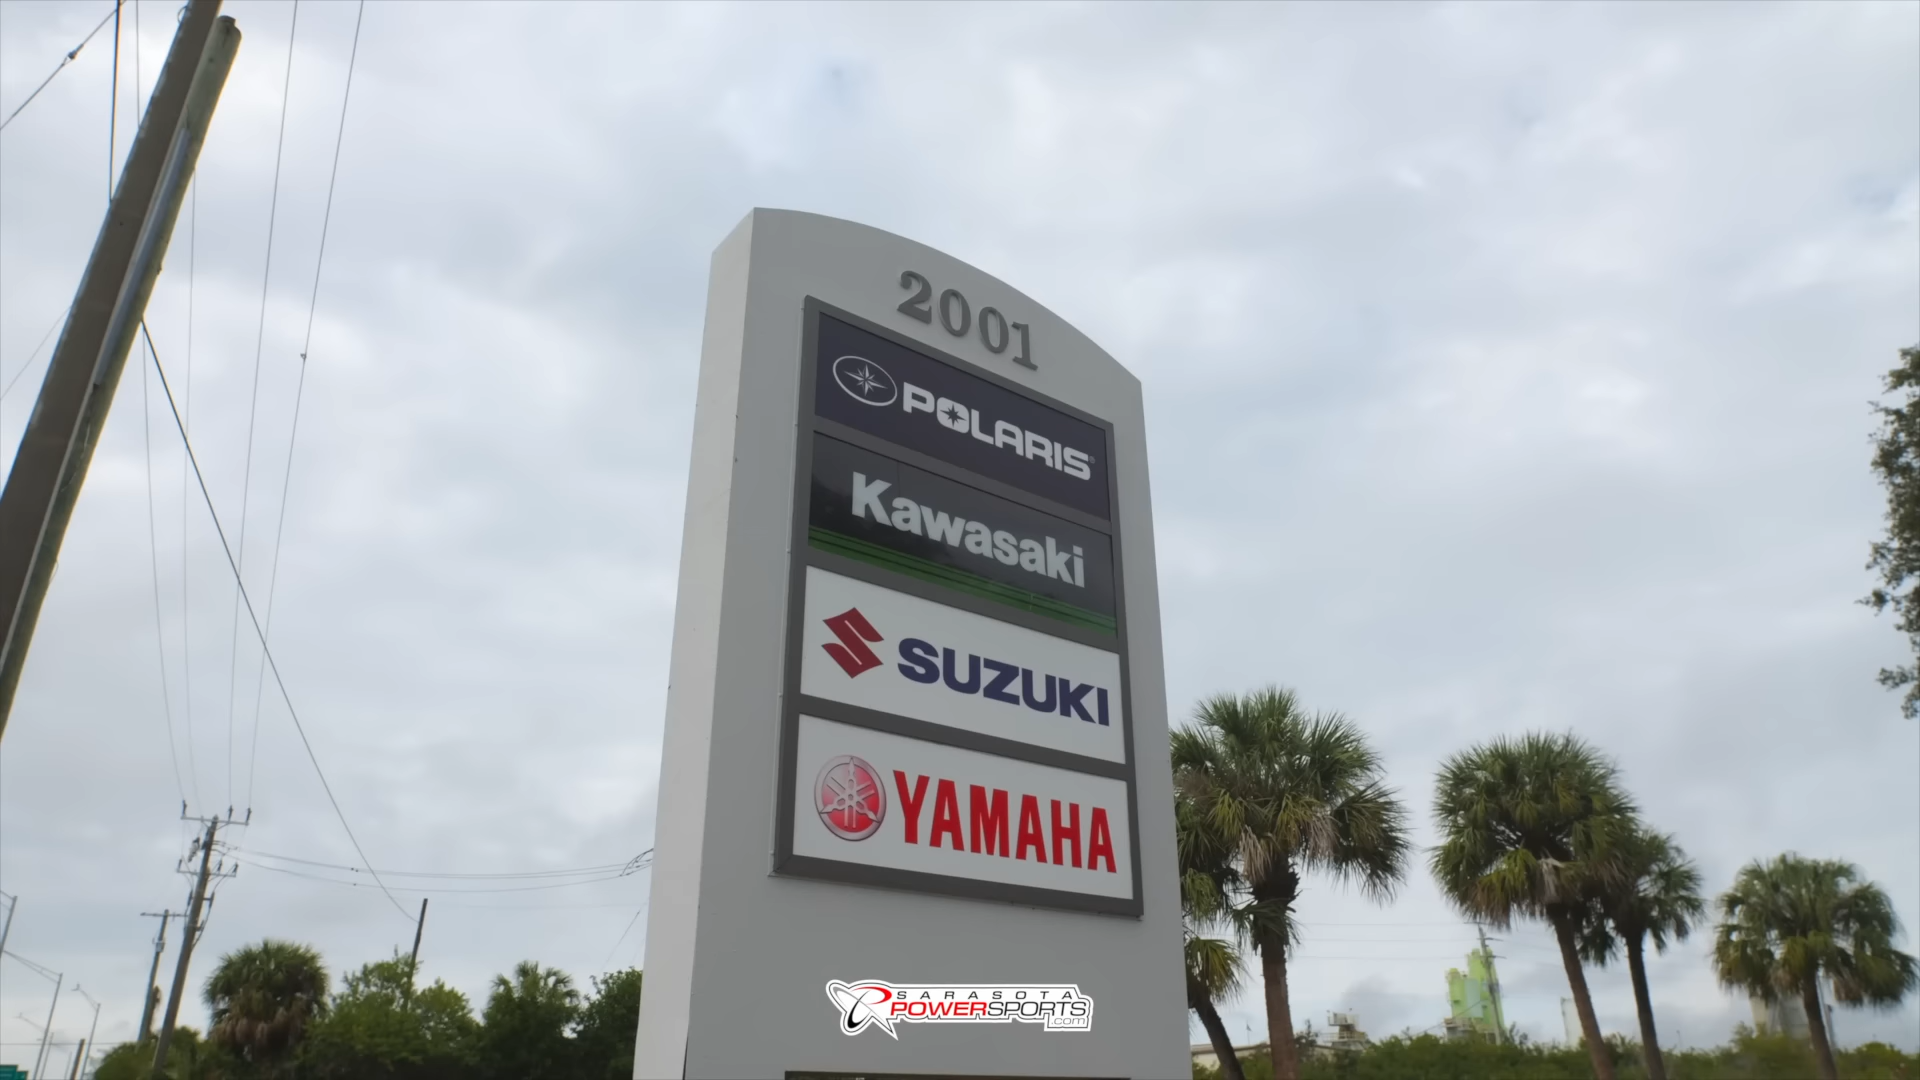 2001
POLARIS
Kawasaki
SUZUKI
YAMAHA
SARASOTA
POWERSPORTS
.com